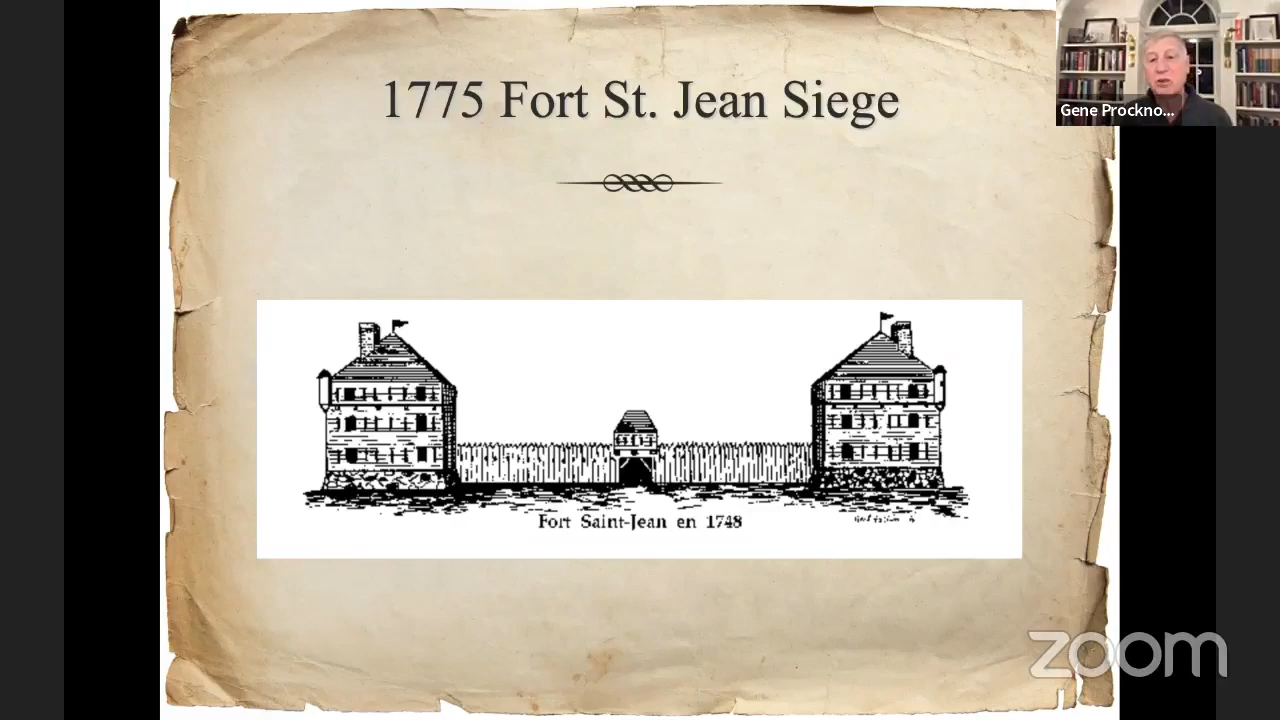 1775 Fort St. Jean Siege
Gene Prockno...
Fort Saint-Jean en 1748
zoom